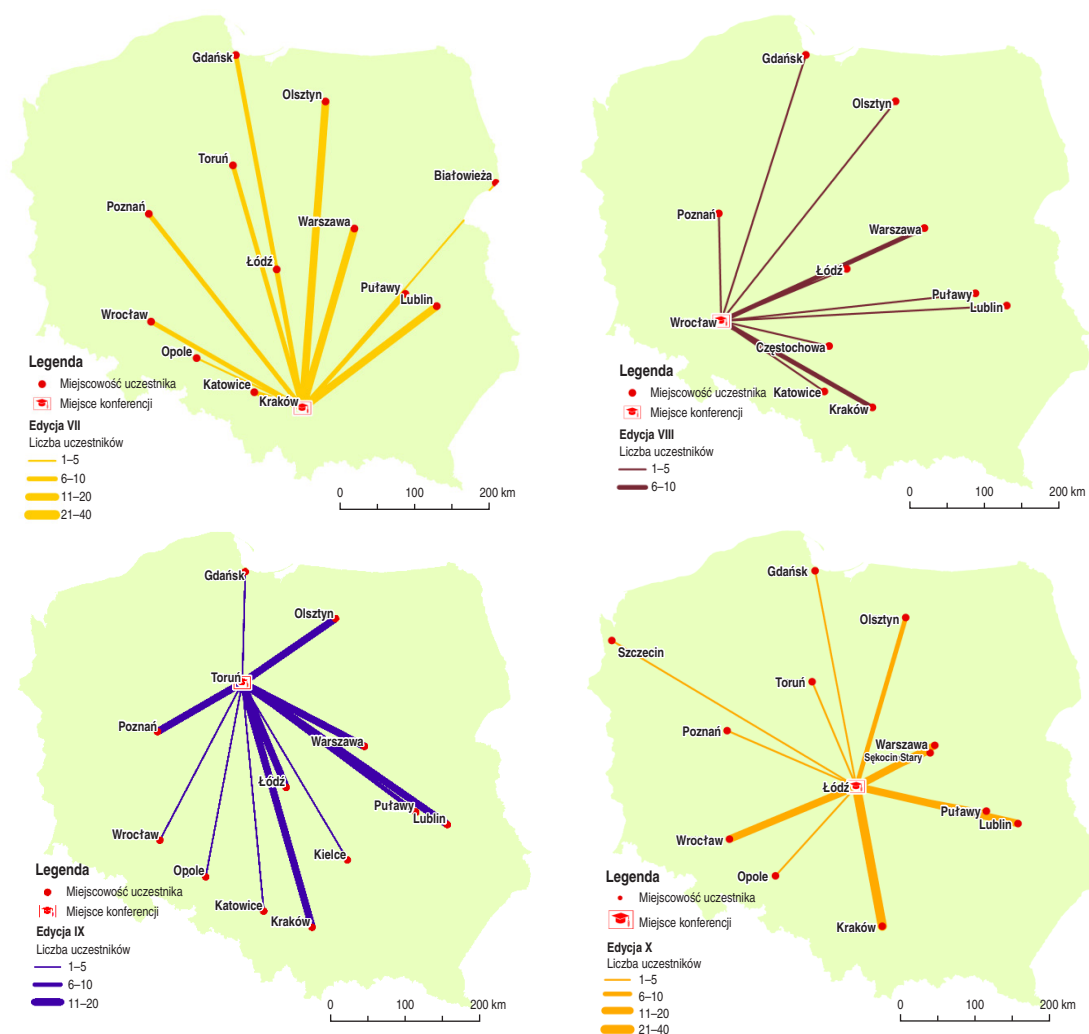 Gdańsk
Olsztyn
Toruń
Białowieża
Poznań
Warszawa
Łódź
Puławy
Lublin
Wrocław
Opole
Katowice
Kraków
Legenda
Miejscowość uczestnika
Miejsce konferencji
Edycja VII
Liczba uczestników
1–5
6–10
11–20
21–40
0 100 200 km
Gdańsk
Olsztyn
Poznań
Warszawa
Łódź
Puławy
Lublin
Wrocław
Częstochowa
Katowice
Kraków
Legenda
Miejscowość uczestnika
Miejsce konferencji
Edycja VIII
Liczba uczestników
1–5
6–10
0 100 200 km
Gdańsk
Olsztyn
Toruń
Poznań
Warszawa
Łódź
Puławy
Lublin
Wrocław
Kielce
Opole
Katowice
Kraków
Legenda
Miejscowość uczestnika
Miejsce konferencji
Edycja IX
Liczba uczestników
1–5
6–10
11–20
0 100 200 km
Gdańsk
Olsztyn
Szczecin
Toruń
Poznań
Warszawa
Sękocin Stary
Łódź
Puławy
Lublin
Wrocław
Opole
Kraków
Legenda
Miejscowość uczestnika
Miejsce konferencji
Edycja X
Liczba uczestników
1–5
6–10
11–20
21–40
0 100 200 km